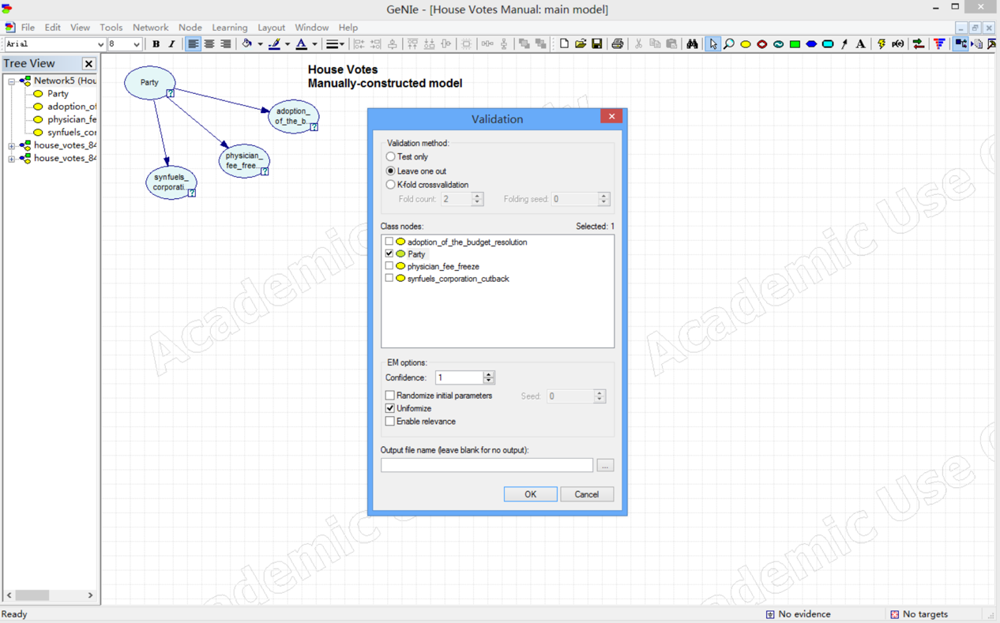 GeNIe - [House Votes Manual: main model]
File Edit View Tools Network Node Learning Layout Window Help
Arial 8 B I A A p(e)
Tree View
Network5 (Hou
Party
adoption_of
physician_fe
synfuels_cor
house_votes_84
house_votes_84
House Votes
Manually-constructed model
Party
?
adoption_
of_the_b...
?
physician_
fee_free...
?
synfuels_
corporati...
?
Validation
Validation method:
Test only
Leave one out
K-fold crossvalidation
Fold count: 2 Folding seed: 0
Class nodes: Selected: 1
adoption_of_the_budget_resolution
Party
physician_fee_freeze
synfuels_corporation_cutback
EM options:
Confidence: 1
Randomize initial parameters Seed: 0
Uniformize
Enable relevance
Output file name (leave blank for no output):
...
OK Cancel
Academic
Academic Use
Academic
Academic Use
Ready No evidence No targets